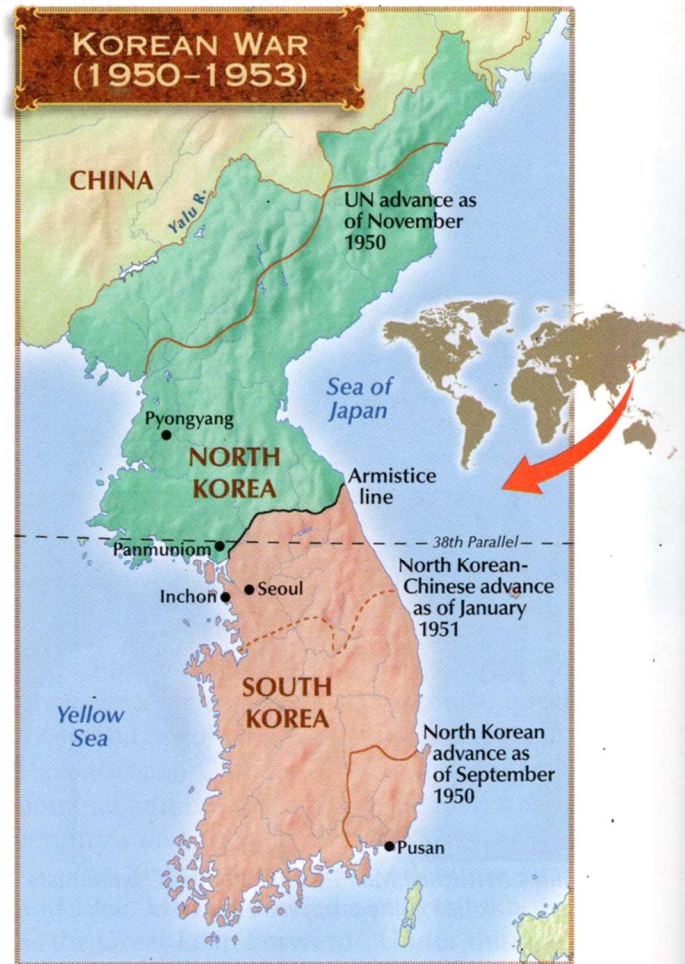 KOREAN WAR
(1950–1953)
CHINA
Yalu R.
UN advance as
of November
1950
Sea of
Japan
Pyongyang
NORTH
KOREA
Armistice
line
38th Parallel
Panmuniom
North Korean-
Chinese advance
as of January
1951
Inchon
Seoul
SOUTH
KOREA
Yellow
Sea
North Korean
advance as
of September
1950
Pusan